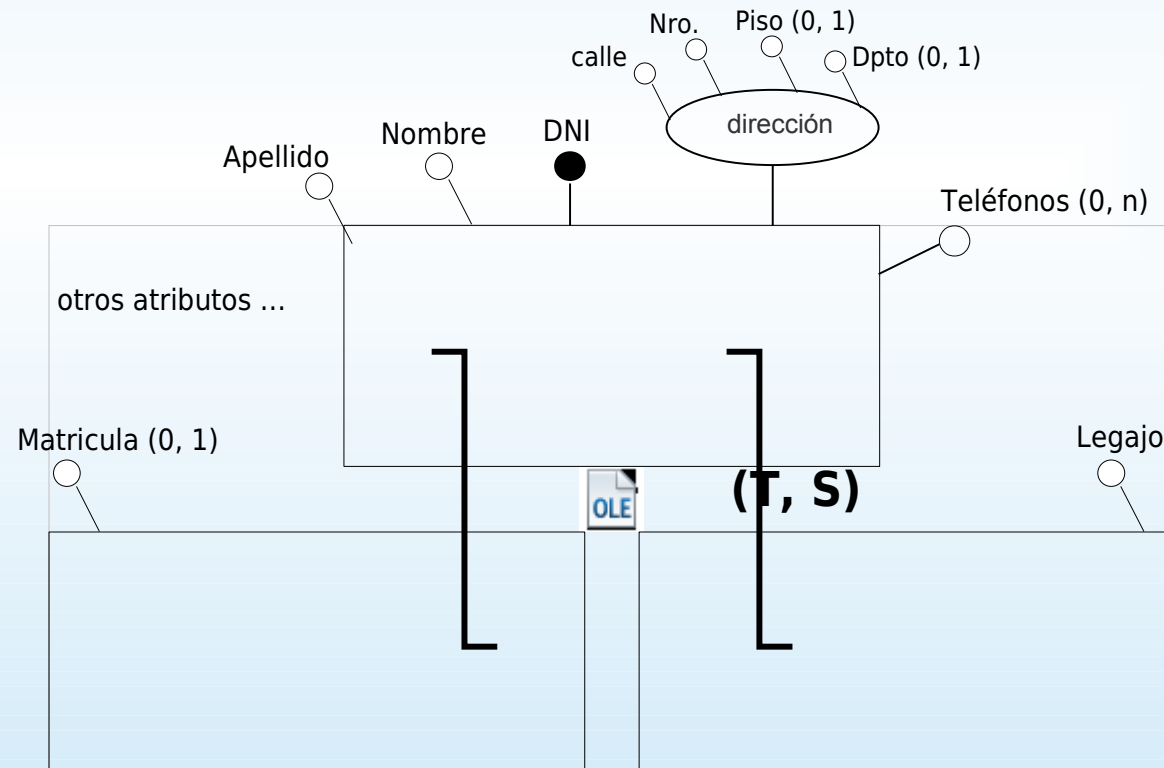 Nro.
Piso (0, 1)
calle
Dpto (0, 1)
dirección
DNI
Nombre
Apellido
Teléfonos (0, n)
otros atributos ...
Matricula (0, 1)
Legajo
(T, S)
OLE